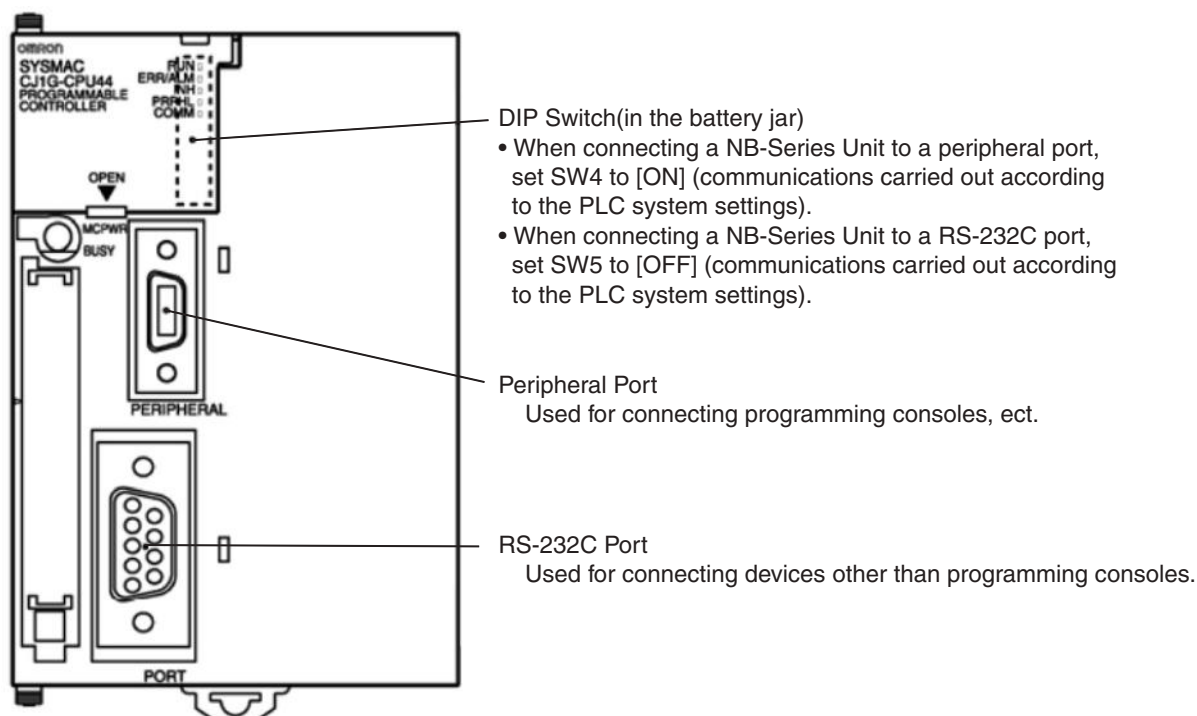 OMRON
SYSMAC
CJ1G-CPU44
PROGRAMMABLE
CONTROLLER
RUN
ERR/ALM
INH
PRPHL
COMM
OPEN
MCPWR
BUSY
PERIPHERAL
PORT
DIP Switch(in the battery jar)
• When connecting a NB-Series Unit to a peripheral port,
set SW4 to [ON] (communications carried out according
to the PLC system settings).
• When connecting a NB-Series Unit to a RS-232C port,
set SW5 to [OFF] (communications carried out according
to the PLC system settings).
Peripheral Port
Used for connecting programming consoles, ect.
RS-232C Port
Used for connecting devices other than programming consoles.